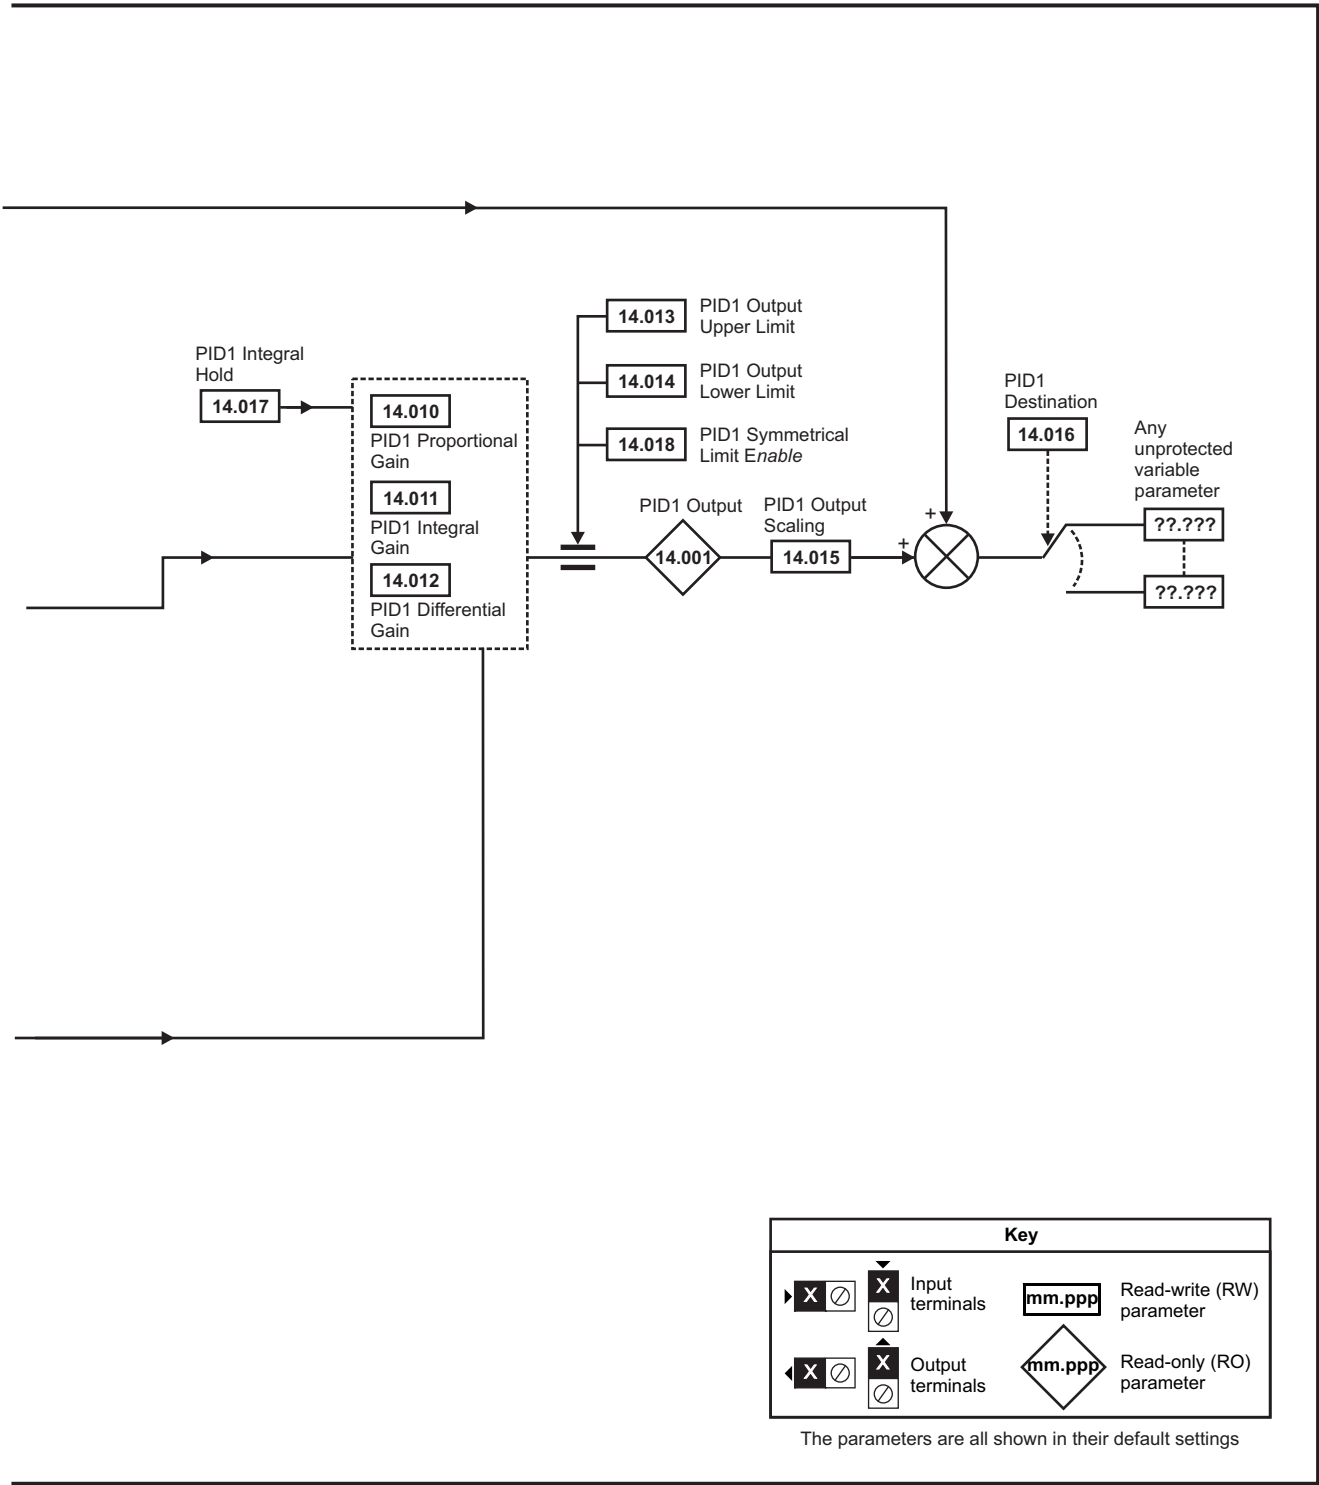 PID1 Integral
Hold
14.017
14.010
PID1 Proportional
Gain
14.011
PID1 Integral
Gain
14.012
PID1 Differential
Gain
14.013
PID1 Output
Upper Limit
14.014
PID1 Output
Lower Limit
14.018
PID1 Symmetrical
Limit Enable
PID1 Output
14.001
PID1 Output
Scaling
14.015
+
+
PID1
Destination
14.016
Any
unprotected
variable
parameter
??.???
??.???
Key
X
X
Input
terminals
mm.ppp
Read-write (RW)
parameter
X
X
Output
terminals
mm.ppp
Read-only (RO)
parameter
The parameters are all shown in their default settings